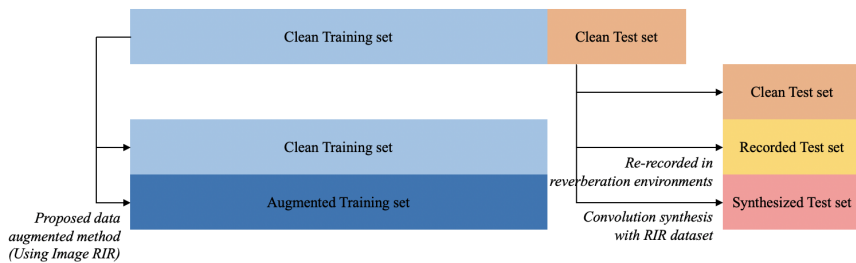 Clean Training set
Clean Test set
Clean Test set
Clean Training set
Recorded Test set
Re-recorded in
reverberation environments
Augmented Training set
Synthesized Test set
Proposed data
augmented method
(Using Image RIR)
Convolution synthesis
with RIR dataset